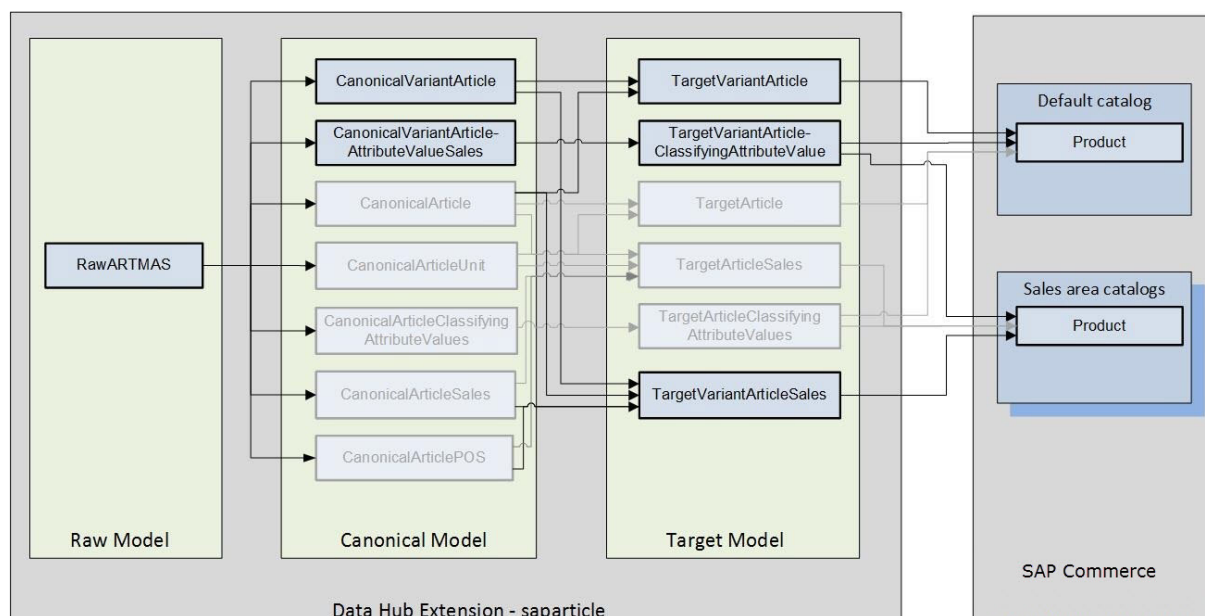 RawARTMAS
Raw Model
CanonicalVariantArticle
CanonicalVariantArticle-
AttributeValueSales
CanonicalArticle
CanonicalArticleUnit
CanonicalArticleClassifying
AttributeValues
CanonicalArticleSales
CanonicalArticlePOS
Canonical Model
TargetVariantArticle
TargetVariantArticle-
ClassifyingAttributeValue
TargetArticle
TargetArticleSales
TargetArticleClassifying
AttributeValues
TargetVariantArticleSales
Target Model
Data Hub Extension - saparticle
Default catalog
Product
Sales area catalogs
Product
SAP Commerce